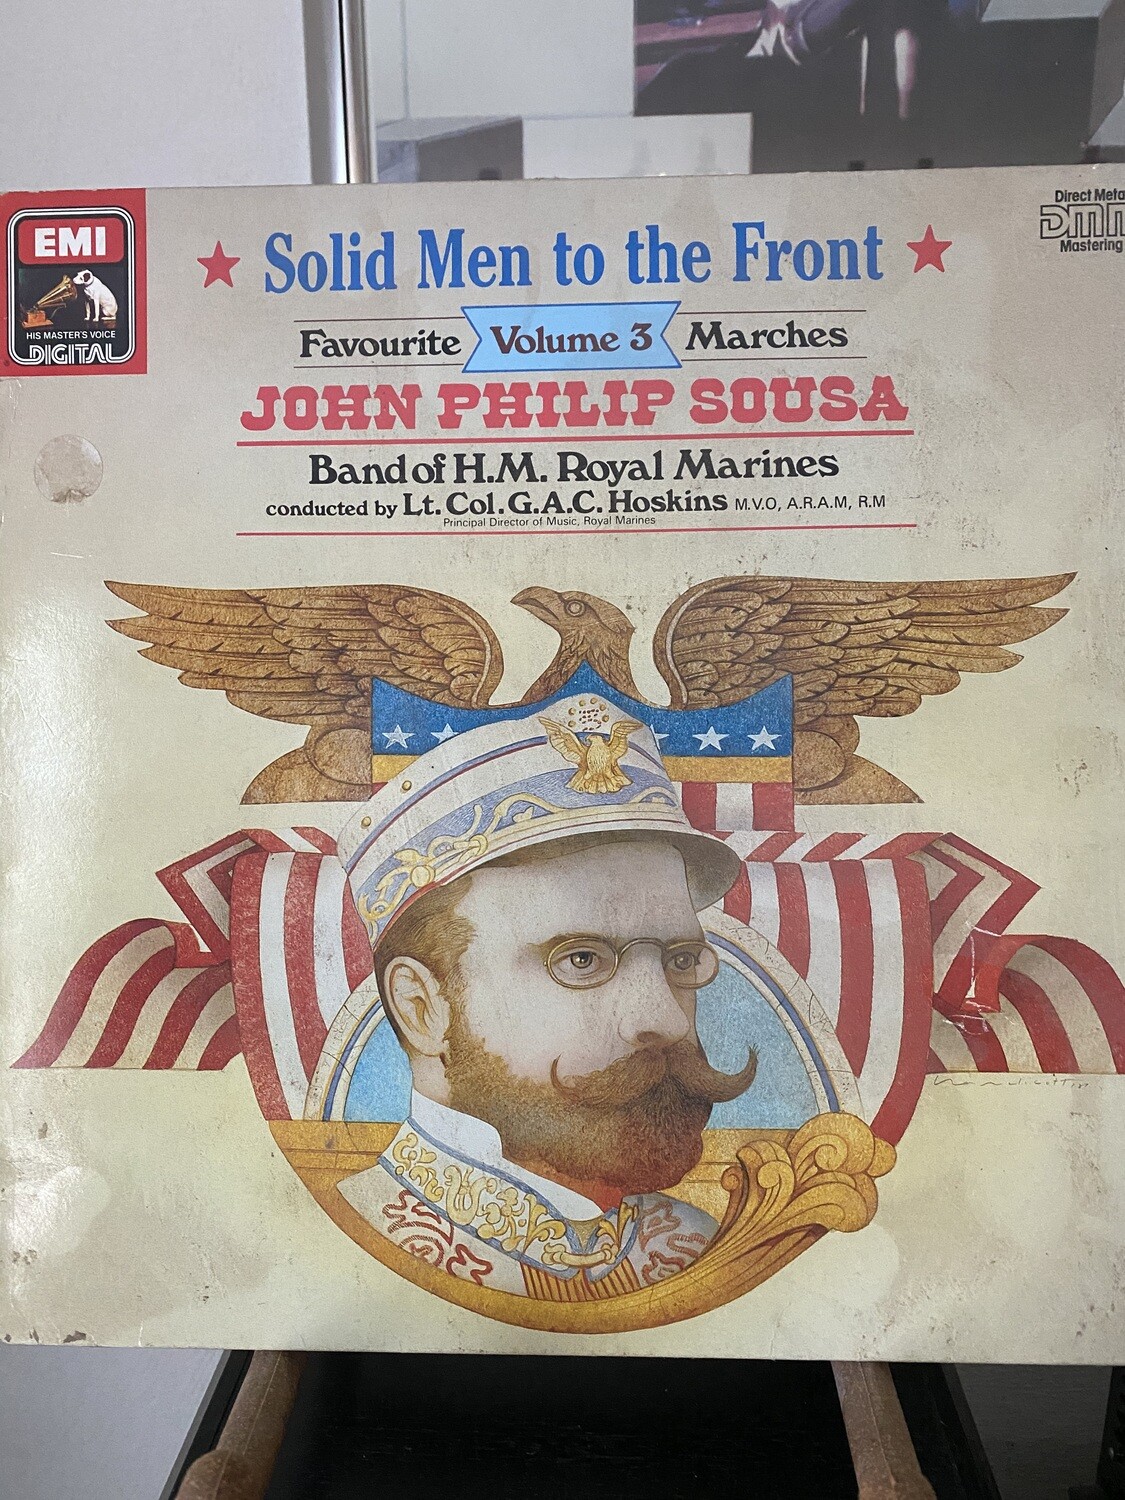 EMI
HIS MASTER'S VOICE
DIGITAL
Direct Meta
DMM
Mastering
Solid Men to the Front
Favourite Volume 3 Marches
JOHN PHILIP SOUSA
Band of H.M. Royal Marines
conducted by Lt. Col. G.A.C. Hoskins M.V.O, A.R.A.M, R.M
Principal Director of Music, Royal Marines